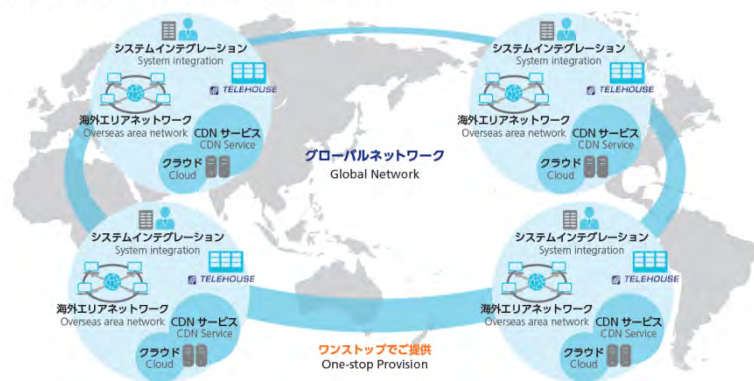 システムインテグレーション
System integration
TELEHOUSE
海外エリアネットワーク
Overseas area network
CDN サービス
CDN Service
クラウド
Cloud
システムインテグレーション
System integration
TELEHOUSE
海外エリアネットワーク
Overseas area network
CDN サービス
CDN Service
クラウド
Cloud
グローバルネットワーク
Global Network
システムインテグレーション
System integration
TELEHOUSE
海外エリアネットワーク
Overseas area network
CDN サービス
CDN Service
クラウド
Cloud
システムインテグレーション
System integration
TELEHOUSE
海外エリアネットワーク
Overseas area network
CDN サービス
CDN Service
クラウド
Cloud
ワンストップでご提供
One-stop Provision